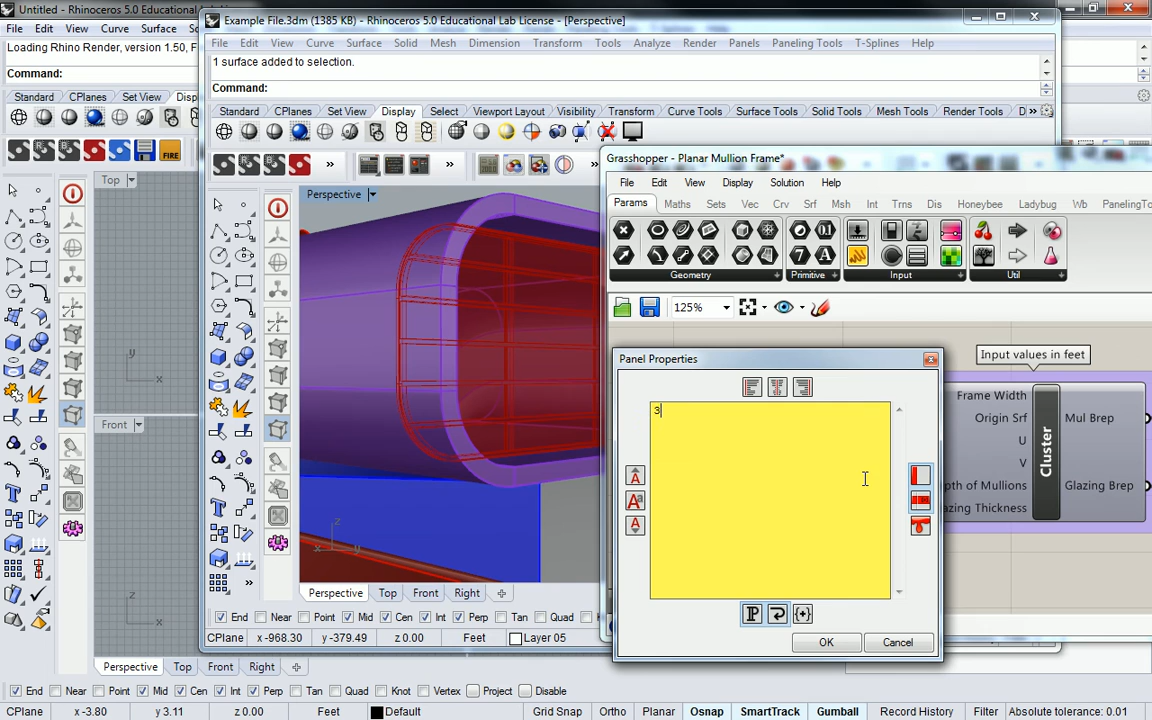 Untitled - Rhinoceros 5.0 Educational Lab
File Edit View Curve Surface
Loading Rhino Render, version 1.50, F
Command:
Standard CPlanes Set View Disp
Top
Front
Example File.3dm (1385 KB) - Rhinoceros 5.0 Educational Lab License - [Perspective]
File Edit View Curve Surface Solid Mesh Dimension Transform Tools Analyze Render Panels Paneling Tools T-Splines Help
1 surface added to selection.
Command:
Standard CPlanes Set View Display Select Viewport Layout Visibility Transform Curve Tools Surface Tools Solid Tools Mesh Tools Render Tools D
FIRE
Perspective
z
x y
Grasshopper - Planar Mullion Frame*
File Edit View Display Solution Help
Params Maths Sets Vec Crv Srf Msh Int Trns Dis Honeybee Ladybug Wb PanelingTo
Geometry Primitive Input Util
125%
Input values in feet
Frame Width
Origin Srf
U
V
pth of Mullions
azing Thickness
Cluster
Mul Brep
Glazing Brep
Panel Properties
3
OK Cancel
Perspective Top Front Right
End Near Point Mid Cen Int Perp Tan Quad
CPlane x -968.30 y -379.49 z 0.00 Feet Layer 05
Perspective Top Front Right
End Near Point Mid Cen Int Perp Tan Quad Knot Vertex Project Disable
CPlane x -3.80 y 3.11 z 0.00 Feet Default Grid Snap Ortho Planar Osnap SmartTrack Gumball Record History Filter Absolute tolerance: 0.01